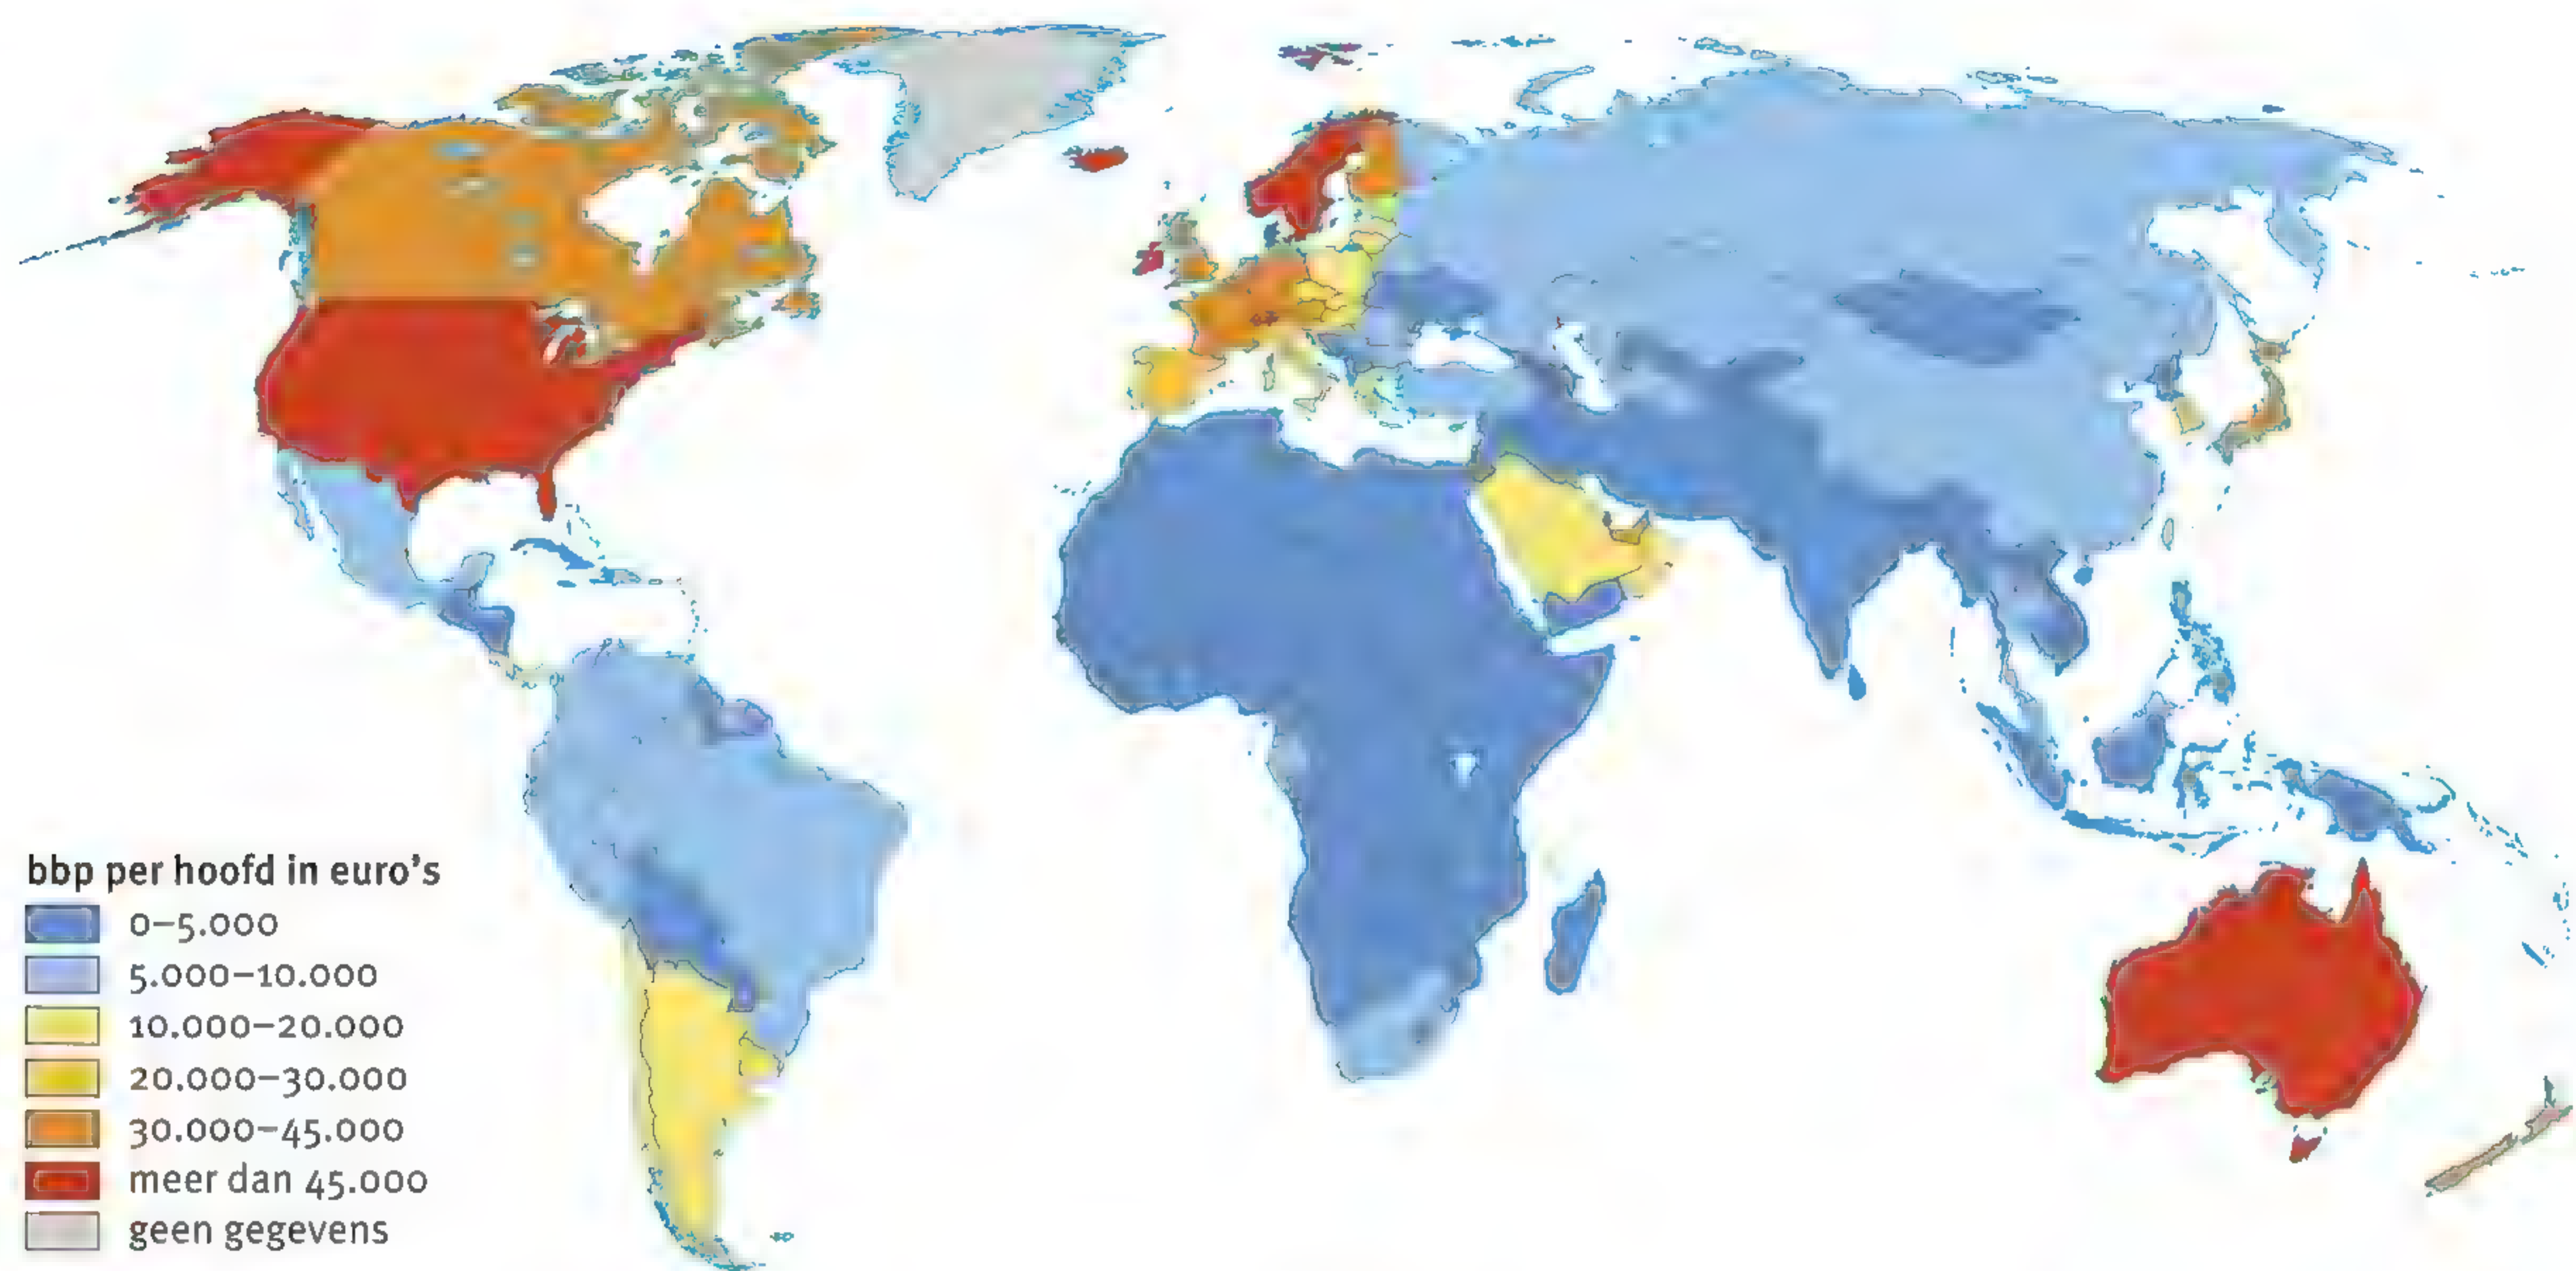 bbp per hoofd in euro's
0–5.000
5.000–10.000
10.000–20.000
20.000–30.000
30.000–45.000
meer dan 45.000
geen gegevens